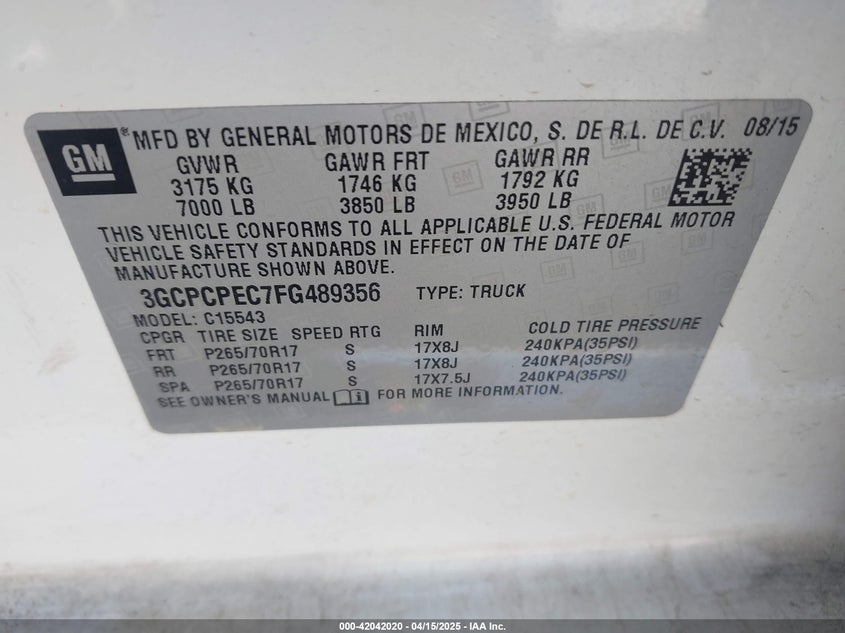 GM ® MFD BY GENERAL MOTORS DE MEXICO, S. DE R.L. DE C.V. 08/15
GVWR GAWR FRT GAWR RR
3175 KG 1746 KG 1792 KG
7000 LB 3850 LB 3950 LB
THIS VEHICLE CONFORMS TO ALL APPLICABLE U.S. FEDERAL MOTOR
VEHICLE SAFETY STANDARDS IN EFFECT ON THE DATE OF
MANUFACTURE SHOWN ABOVE.
3GCPCPEC7FG489356 TYPE: TRUCK
MODEL: C15543
CPGR TIRE SIZE SPEED RTG RIM COLD TIRE PRESSURE
FRT P265/70R17 S 17X8J 240KPA(35PSI)
RR P265/70R17 S 17X8J 240KPA(35PSI)
SPA P265/70R17 S 17X7.5J 240KPA(35PSI)
SEE OWNER'S MANUAL i FOR MORE INFORMATION.
000-42042020 - 04/15/2025 - IAA Inc.